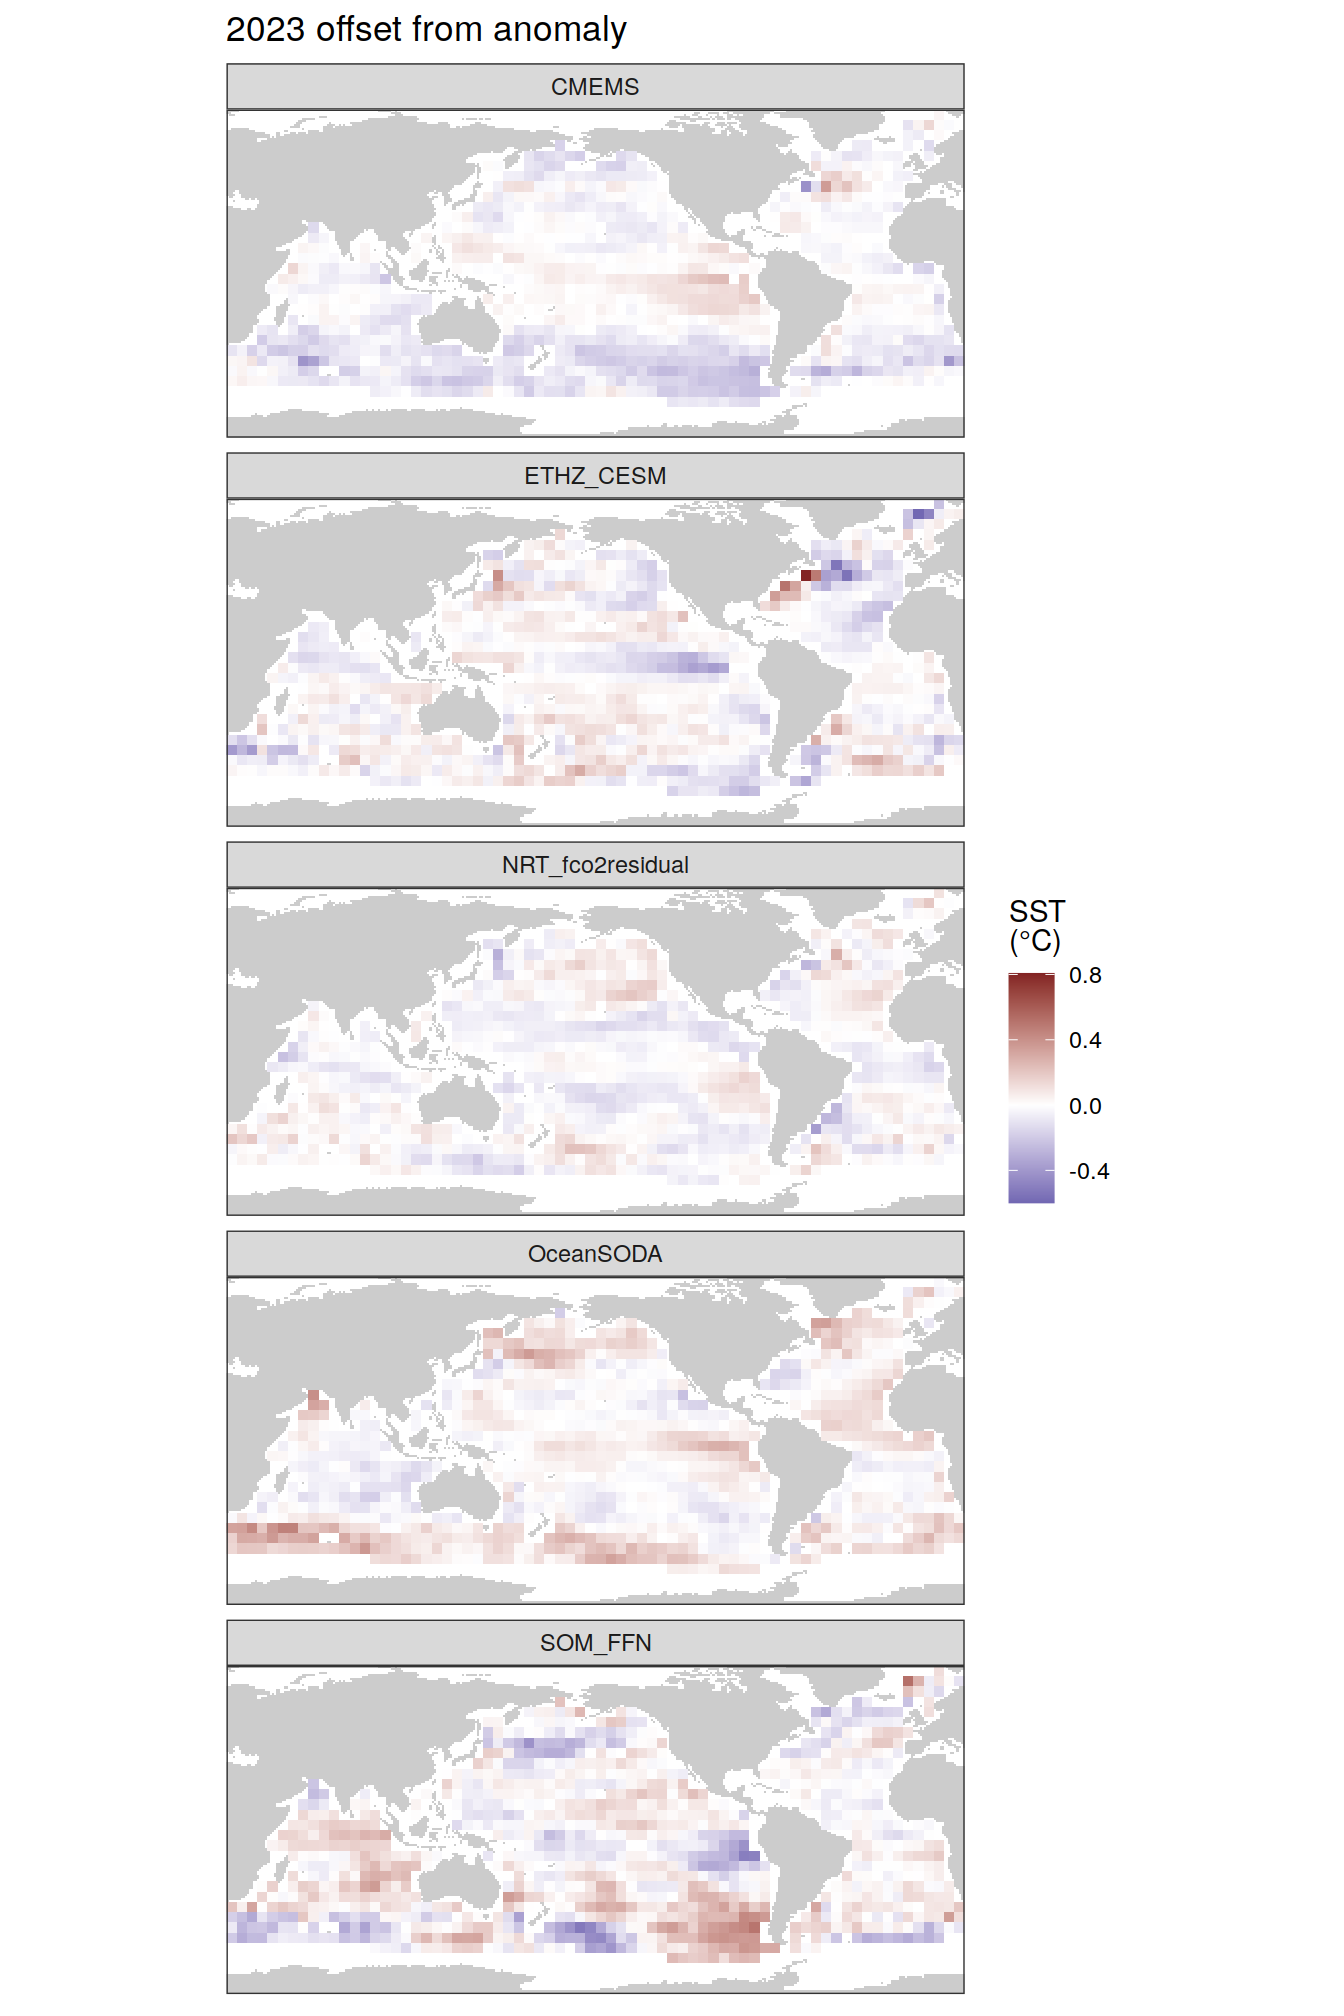 2023 offset from anomaly
CMEMS
ETHZ_CESM
NRT_fco2residual
SST
(°C)
0.8
0.4
0.0
-0.4
OceanSODA
SOM_FFN